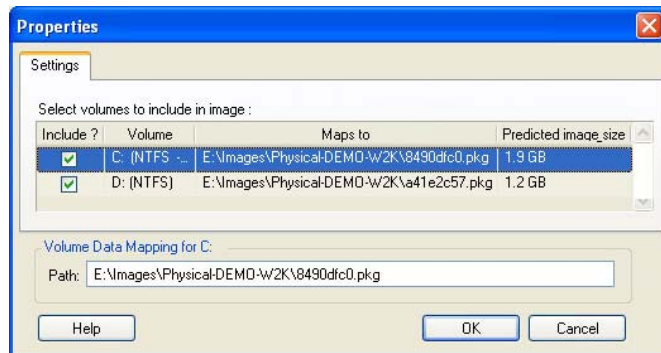 Properties
Settings
Select volumes to include in image :
Include ? Volume Maps to Predicted image_size
C: (NTFS -... E:\Images\Physical-DEMO-W2K\8490dfc0.pkg 1.9 GB
D: (NTFS) E:\Images\Physical-DEMO-W2K\a41e2c57.pkg 1.2 GB
Volume Data Mapping for C:
Path: E:\Images\Physical-DEMO-W2K\8490dfc0.pkg
Help OK Cancel